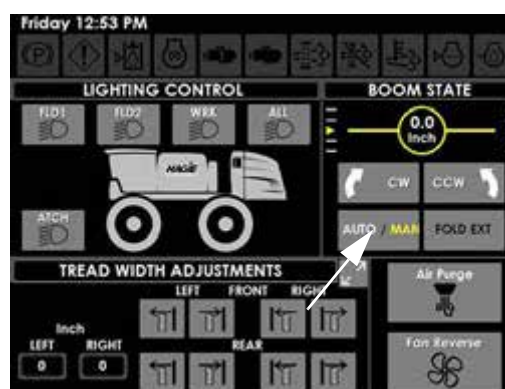 Friday 12:53 PM
LIGHTING CONTROL
BOOM STATE
FLD1 FLD2 WRK ALL
0.0
Inch
HAGIE
CW CCW
ATCH
AUTO / MAN FOLD EXT
TREAD WIDTH ADJUSTMENTS
LEFT FRONT RIGHT
Air Purge
Inch
LEFT RIGHT
REAR
Fan Reverse
0 0